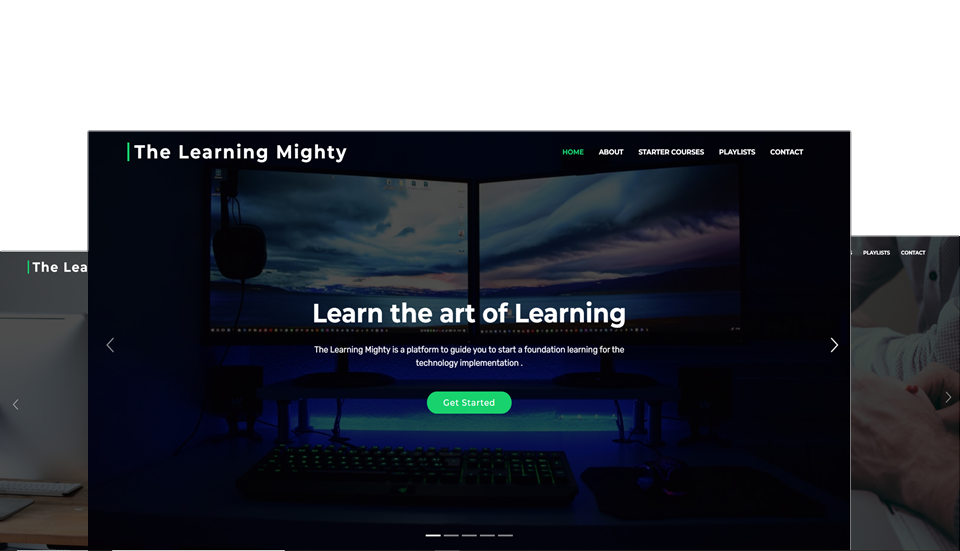 The Learning Mighty
HOME ABOUT STARTER COURSES PLAYLISTS CONTACT
The Lea
S PLAYLISTS CONTACT
Learn the art of Learning
The Learning Mighty is a platform to guide you to start a foundation learning for the
technology implementation .
Get Started